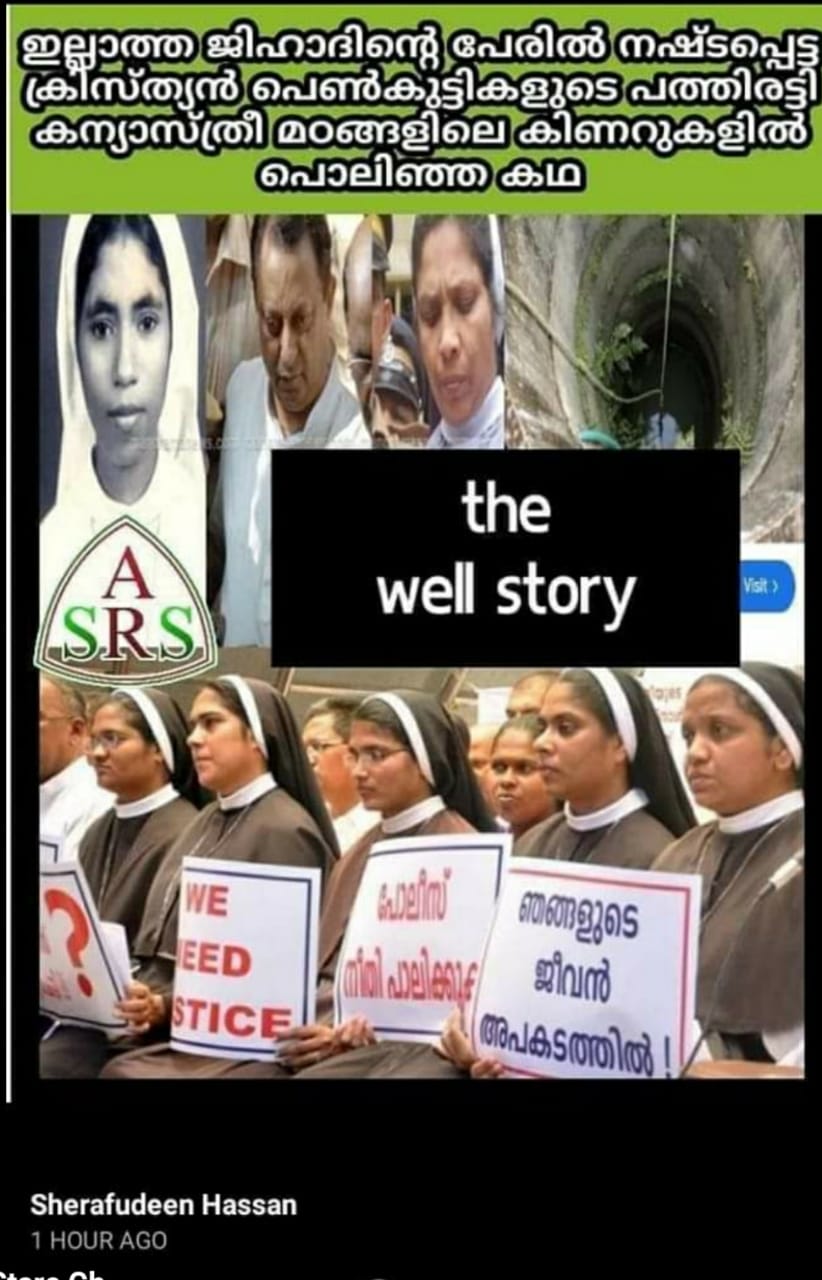 ഇല്ലാത്ത ജിഹാദിന്റെ പേരിൽ നഷ്ടപ്പെട്ട
ക്രിസ്ത്യൻ പെൺകുട്ടികളുടെ പത്തിരട്ടി
കന്യാസ്ത്രീ മഠങ്ങളിലെ കിണറുകളിൽ
പൊലിഞ്ഞ കഥ
the
well story
Visit >
A
SRS
WE
EED
STICE
?
പോലീസ്
നീതി പാലിക്കുക
ഞങ്ങളുടെ
ജീവൻ
അപകടത്തിൽ !
Sherafudeen Hassan
1 HOUR AGO